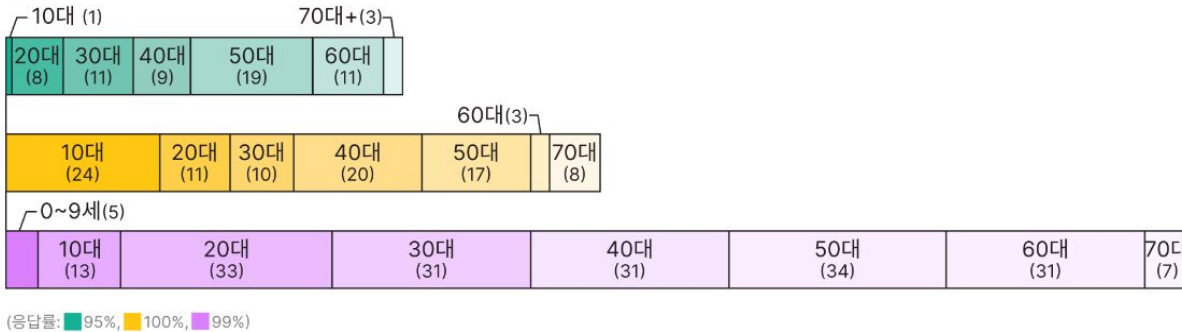 10대 (1) 70대+(3)
20대 30대 40대 50대 60대
(8) (11) (9) (19) (11)
60대(3)
10대 20대 30대 40대 50대 70대
(24) (11) (10) (20) (17) (8)
0~9세(5)
10대 20대 30대 40대 50대 60대
(13) (33) (31) (31) (34) (31) (7)
(응답률: 95%, 100%, 99%)